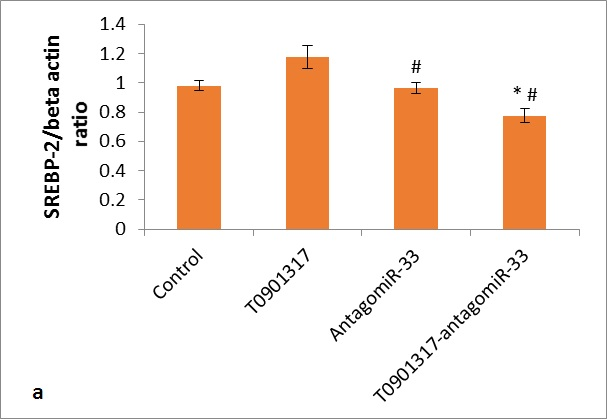 SREBP-2/beta actin
ratio
1.4
1.2
1
0.8
0.6
0.4
0.2
0
#
* #
Control
T0901317
AntagomiR-33
T0901317-antagomiR-33
a